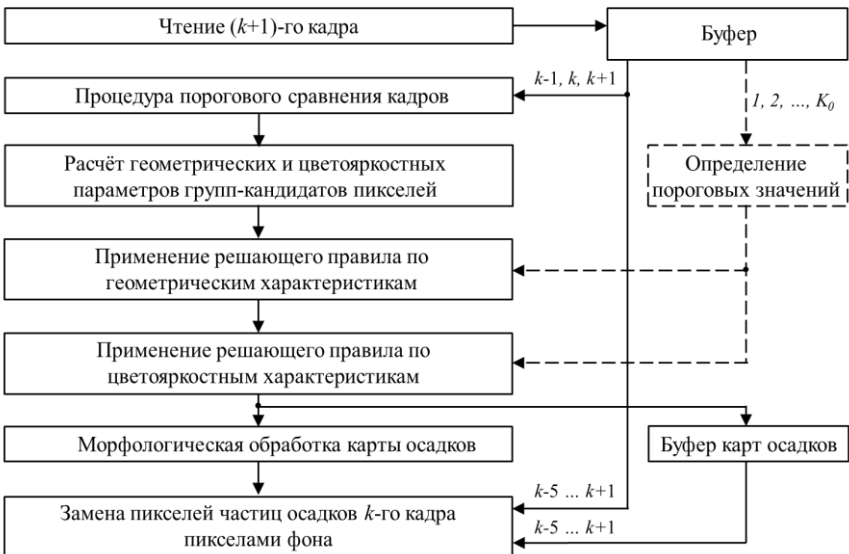 Чтение (k+1)-го кадра
Буфер
k-1, k, k+1
Процедура порогового сравнения кадров
1, 2, ..., K0
Расчёт геометрических и цветояркостных
параметров групп-кандидатов пикселей
Определение
пороговых значений
Применение решающего правила по
геометрическим характеристикам
Применение решающего правила по
цветояркостным характеристикам
Морфологическая обработка карты осадков
Буфер карт осадков
k-5 ... k+1
Замена пикселей частиц осадков k-го кадра
пикселами фона
k-5 ... k+1